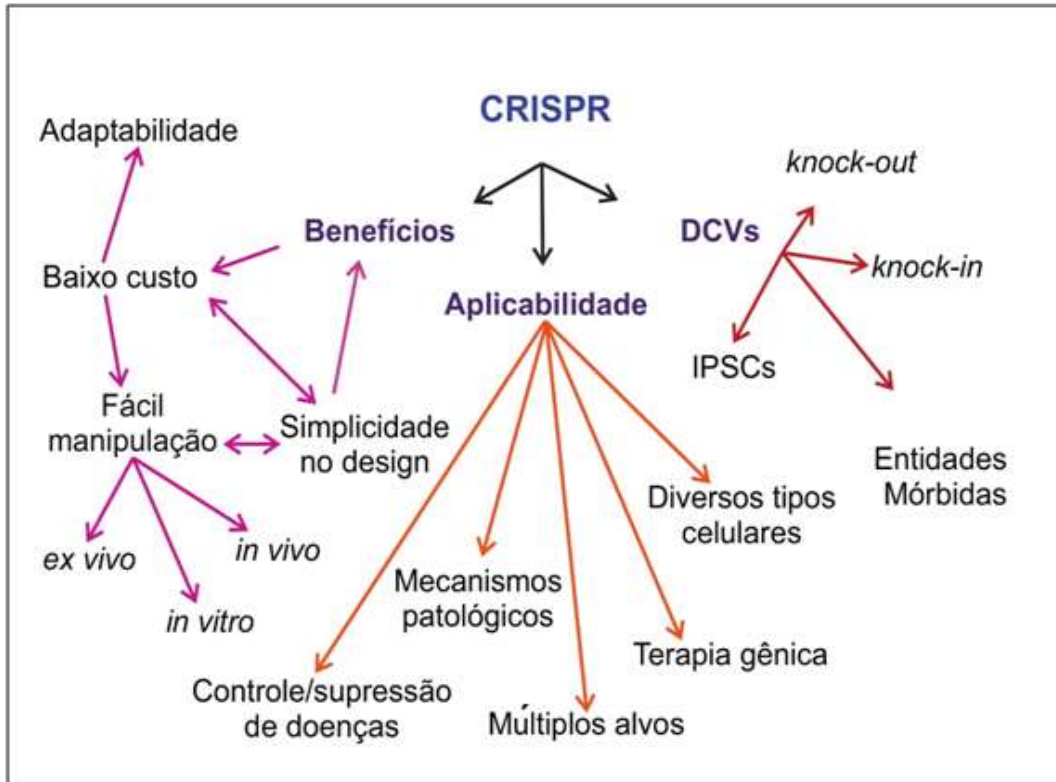 CRISPR
Adaptabilidade
knock-out
Benefícios
DCVs
Baixo custo
knock-in
Aplicabilidade
IPSCs
Fácil
manipulação
Simplicidade
no design
Entidades
Mórbidas
Diversos tipos
celulares
ex vivo
in vivo
in vitro
Mecanismos
patológicos
Terapia gênica
Controle/supressão
de doenças
Múltiplos alvos